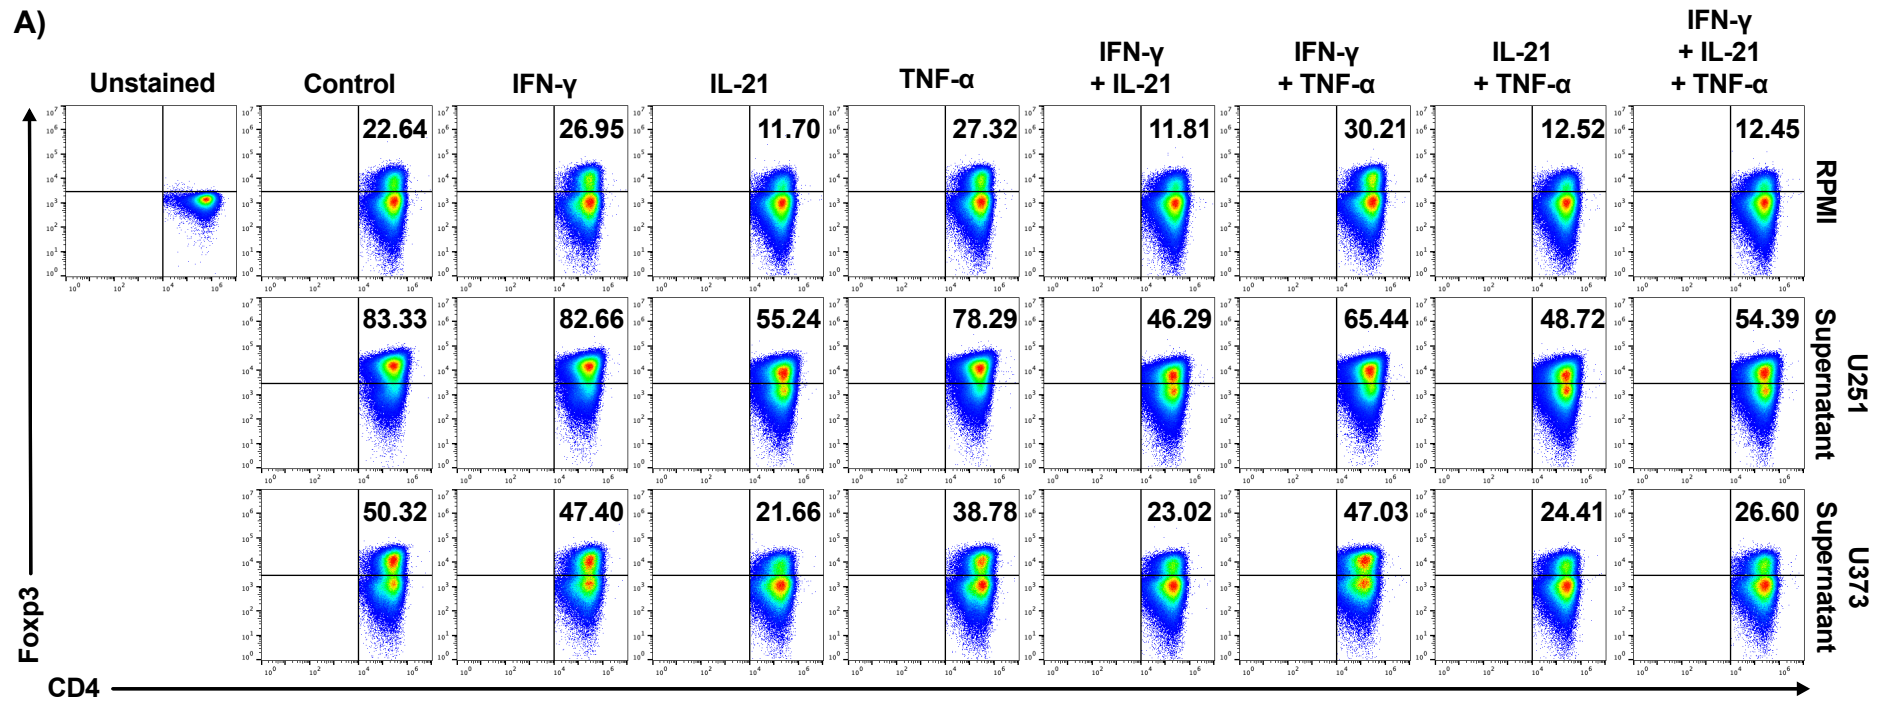 A)
Unstained
Control
IFN-γ
IL-21
TNF-α
IFN-γ
+ IL-21
IFN-γ
+ TNF-α
IL-21
+ TNF-α
IFN-γ
+ IL-21
+ TNF-α
22.64
26.95
11.70
27.32
11.81
30.21
12.52
12.45
RPMI
83.33
82.66
55.24
78.29
46.29
65.44
48.72
54.39
U251
Supernatant
50.32
47.40
21.66
38.78
23.02
47.03
24.41
26.60
U373
Supernatant
Foxp3
CD4